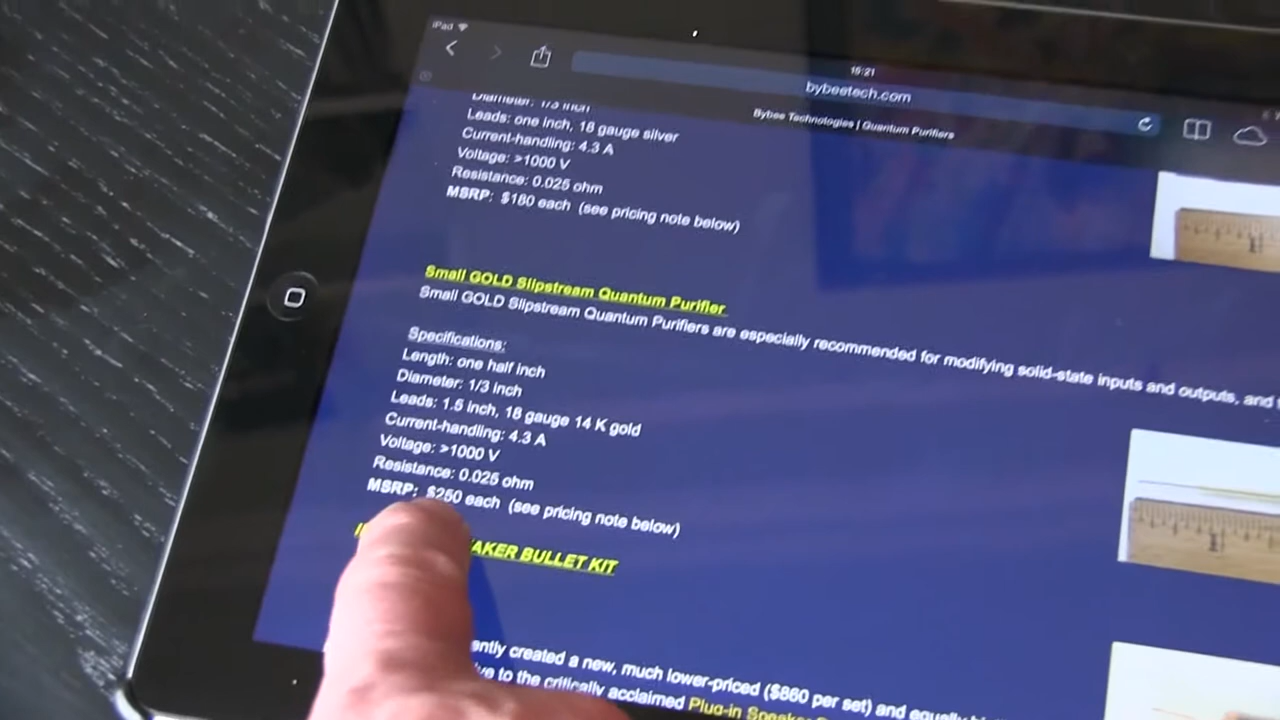 iPad
15:21
bybeetech.com
Bybee Technologies | Quantum Purifiers
Diameter: 1/3 inch
Leads: one inch, 18 gauge silver
Current-handling: 4.3 A
Voltage: >1000 V
Resistance: 0.025 ohm
MSRP: $180 each (see pricing note below)
Small GOLD Slipstream Quantum Purifier
Small GOLD Slipstream Quantum Purifiers are especially recommended for modifying solid-state inputs and outputs, and
Specifications:
Length: one half inch
Diameter: 1/3 inch
Leads: 1.5 inch, 18 gauge 14 K gold
Current-handling: 4.3 A
Voltage: >1000 V
Resistance: 0.025 ohm
MSRP: $250 each (see pricing note below)
AKER BULLET KIT
ently created a new, much lower-priced ($860 per set) and equally
to the critically acclaimed Plug-in Speaker